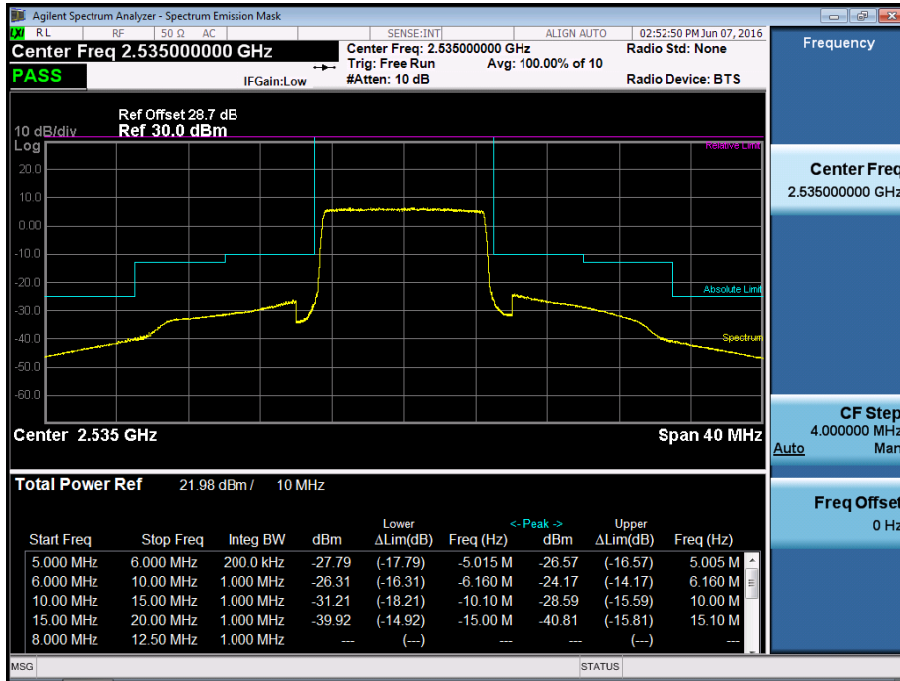 Agilent Spectrum Analyzer - Spectrum Emission Mask
LXI RL RF 50 Ω AC SENSE:INT ALIGN AUTO 02:52:50 PM Jun 07, 2016
Center Freq 2.535000000 GHz
Center Freq: 2.535000000 GHz
Radio Std: None
Trig: Free Run Avg: 100.00% of 10
PASS
IFGain:Low
#Atten: 10 dB
Radio Device: BTS
Ref Offset 28.7 dB
10 dB/div Ref 30.0 dBm
Log
Relative Limit
20.0
10.0
0.00
-10.0
-20.0
Absolute Limit
-30.0
-40.0
Spectrum
-50.0
-60.0
Center 2.535 GHz Span 40 MHz
Total Power Ref 21.98 dBm / 10 MHz
Lower <- Peak -> Upper
Start Freq Stop Freq Integ BW dBm ΔLim(dB) Freq (Hz) dBm ΔLim(dB) Freq (Hz)
5.000 MHz 6.000 MHz 200.0 kHz -27.79 (-17.79) -5.015 M -26.57 (-16.57) 5.005 M
6.000 MHz 10.00 MHz 1.000 MHz -26.31 (-16.31) -6.160 M -24.17 (-14.17) 6.160 M
10.00 MHz 15.00 MHz 1.000 MHz -31.21 (-18.21) -10.10 M -28.59 (-15.59) 10.00 M
15.00 MHz 20.00 MHz 1.000 MHz -39.92 (-14.92) -15.00 M -40.81 (-15.81) 15.10 M
8.000 MHz 12.50 MHz 1.000 MHz --- (---) --- --- (---) ---
MSG STATUS
Frequency
Center Freq
2.535000000 GHz
CF Step
4.000000 MHz
Auto Man
Freq Offset
0 Hz